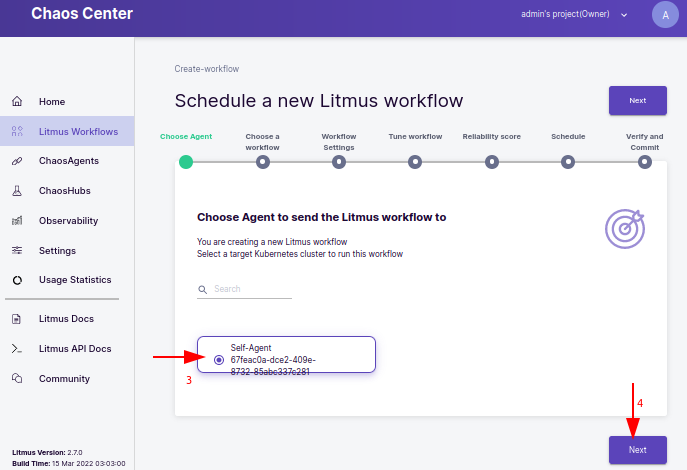 Chaos Center
admin's project(Owner)
A
Home
Litmus Workflows
ChaosAgents
ChaosHubs
Observability
Settings
Usage Statistics
Litmus Docs
Litmus API Docs
Community
Litmus Version: 2.7.0
Build Time: 15 Mar 2022 03:03:00
Create-workflow
Schedule a new Litmus workflow
Next
Choose Agent
Choose a
workflow
Workflow
Settings
Tune workflow
Reliability score
Schedule
Verify and
Commit
Choose Agent to send the Litmus workflow to
You are creating a new Litmus workflow
Select a target Kubernetes cluster to run this workflow
Search
Self-Agent
67feac0a-dce2-409e-
8732-85abc337c281
3
4
Next